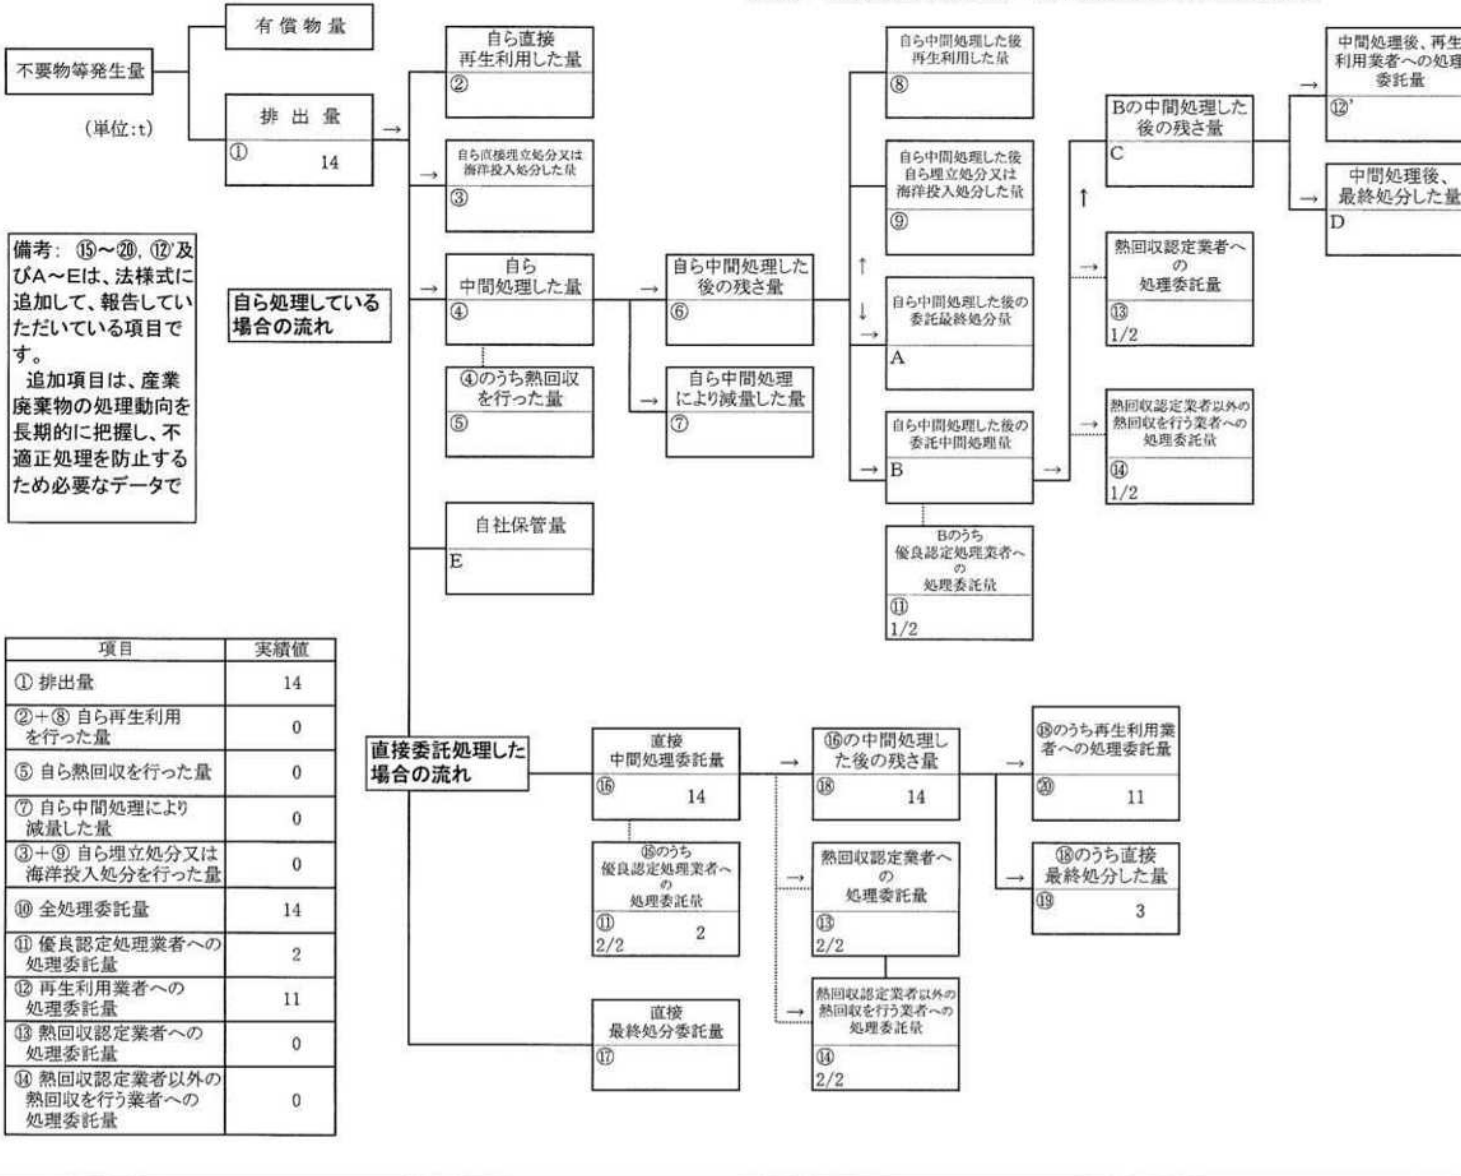 有償物量
不要物等発生量
(単位:t)
排出量
→
①
14
自ら直接
再生利用した量
②
→
自ら直接埋立処分又は
海洋投入処分した量
③
→
自ら
中間処理した量
④
④のうち熱回収
を行った量
⑤
自社保管量
E
→
自ら中間処理した
後の残さ量
⑥
→
自ら中間処理
により減量した量
⑦
自ら中間処理した後
再生利用した量
⑧
自ら中間処理した後
自ら埋立処分又は
海洋投入処分した量
⑨
↑
↓
→
自ら中間処理した後の
委託最終処分量
A
→
自ら中間処理した後の
委託中間処理量
B
→
Bのうち
優良認定処理業者へ
の
処理委託量
⑪
1/2
Bの中間処理した
後の残さ量
C
↑
→
熱回収認定業者へ
の
処理委託量
⑬
1/2
→
熱回収認定業者以外の
熱回収を行う業者への
処理委託量
⑭
1/2
→
中間処理後、再生
利用業者への処理
委託量
⑫'
→
中間処理後、
最終処分した量
D
備考: ⑮～⑳, ⑫'及
びA～Eは、法様式に
追加して、報告してい
ただいている項目で
す。
追加項目は、産業
廃棄物の処理動向を
長期的に把握し、不
適正処理を防止する
ため必要なデータで
自ら処理している
場合の流れ
項目 実績値
① 排出量 14
②+⑧ 自ら再生利用
を行った量 0
⑤ 自ら熱回収を行った量 0
⑦ 自ら中間処理により
減量した量 0
③+⑨ 自ら埋立処分又は
海洋投入処分を行った量 0
⑩ 全処理委託量 14
⑪ 優良認定処理業者への
処理委託量 2
⑫ 再生利用業者への
処理委託量 11
⑬ 熱回収認定業者への
処理委託量 0
⑭ 熱回収認定業者以外の
熱回収を行う業者への
処理委託量 0
直接委託処理した
場合の流れ
直接
中間処理委託量
⑯
14
⑮のうち
優良認定処理業者へ
の
処理委託量
⑪
2/2
2
直接
最終処分委託量
⑰
→
⑯の中間処理し
た後の残さ量
⑱
14
→
熱回収認定業者へ
の
処理委託量
⑬
2/2
→
熱回収認定業者以外の
熱回収を行う業者への
処理委託量
⑭
2/2
→
⑱のうち再生利用業
者への処理委託量
⑳
11
→
⑱のうち直接
最終処分した量
⑲
3